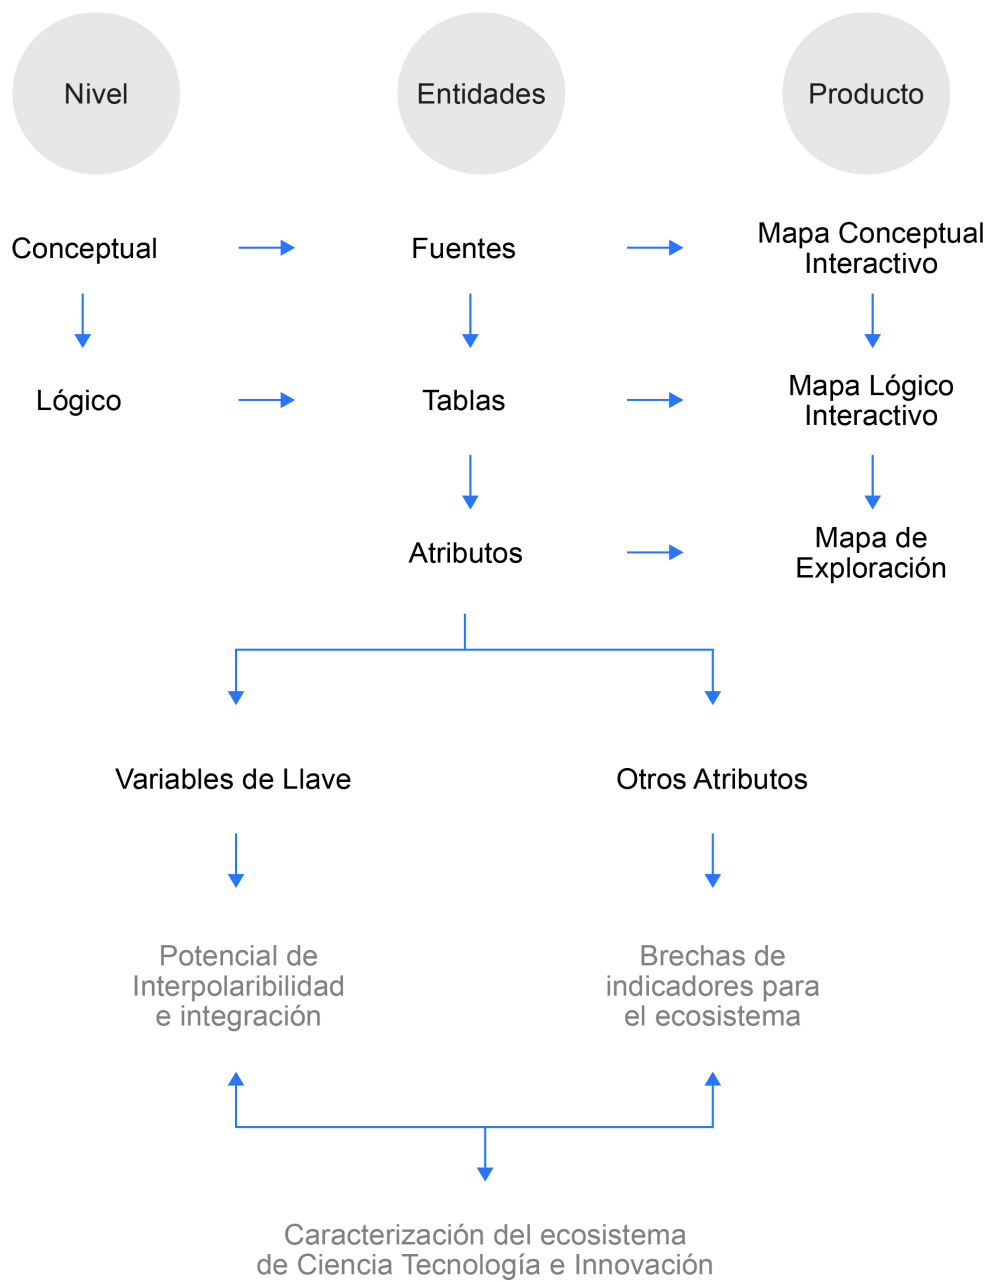 Nivel
Entidades
Producto
Conceptual
Fuentes
Mapa Conceptual
Interactivo
Lógico
Tablas
Mapa Lógico
Interactivo
Atributos
Mapa de
Exploración
Variables de Llave
Otros Atributos
Potencial de
Interpolaribilidad
e integración
Brechas de
indicadores para
el ecosistema
Caracterización del ecosistema
de Ciencia Tecnología e Innovación